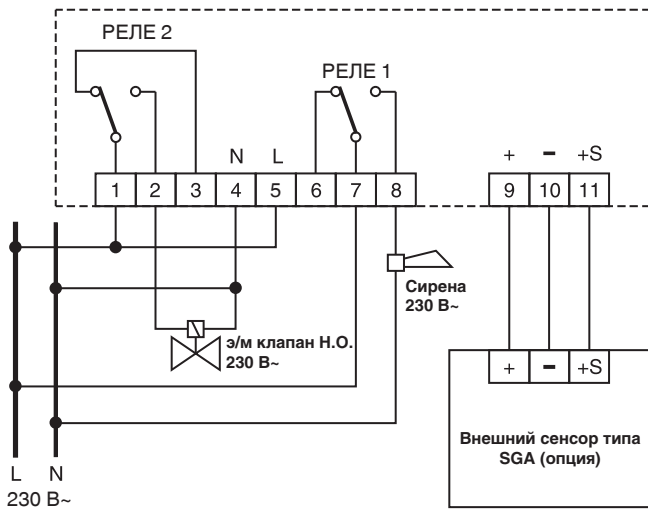 РЕЛЕ 2
РЕЛЕ 1
N L
+ − +S
1 2 3 4 5 6 7 8
9 10 11
Сирена
230 В~
э/м клапан Н.О.
230 В~
+ − +S
Внешний сенсор типа
SGA (опция)
L N
230 В~